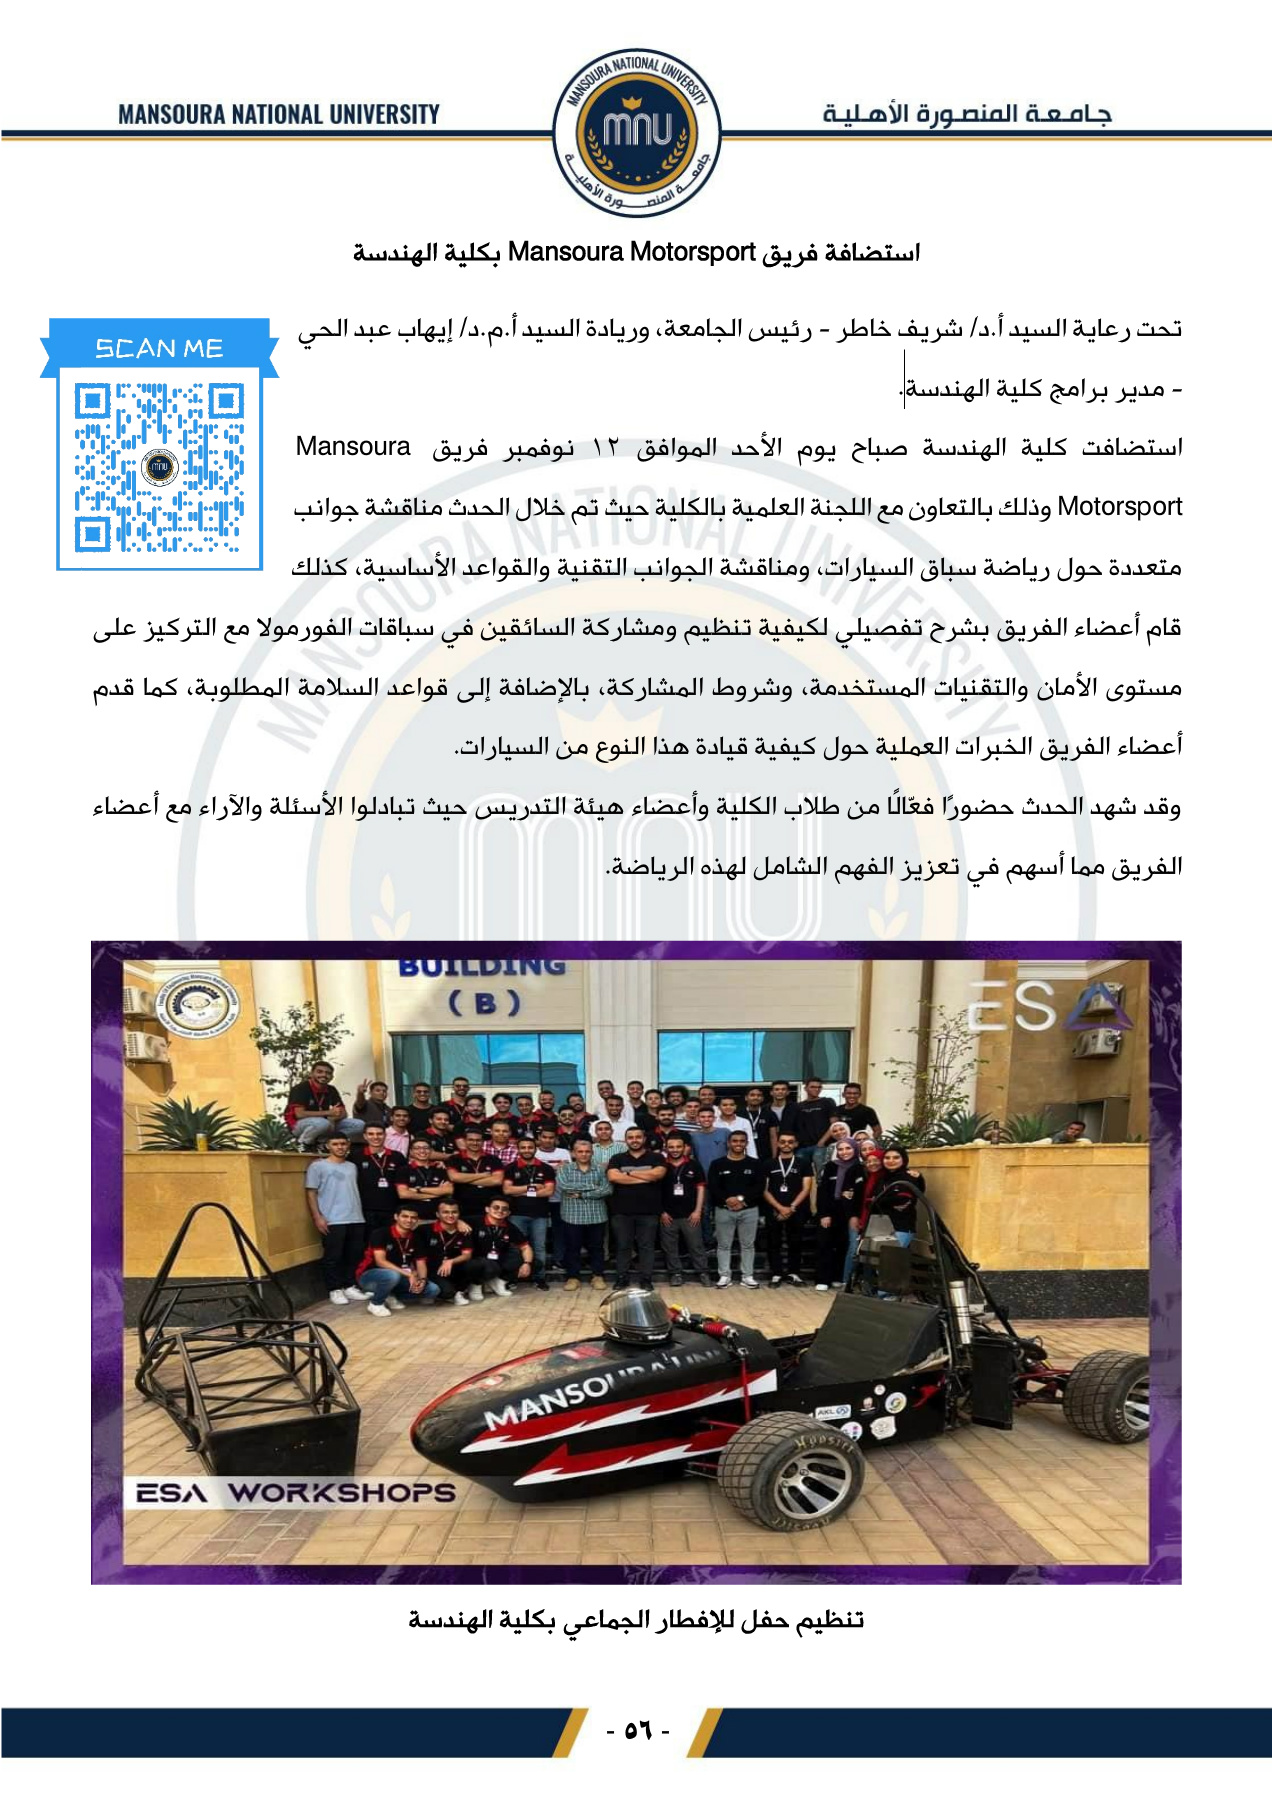 MANSOURA NATIONAL UNIVERSITY
جامعة المنصورة الأهلية
MANSOURA NATIONAL UNIVERSITY
mnu
جامعة المنصورة الأهلية
استضافة فريق Mansoura Motorsport بكلية الهندسة
SCAN ME
تحت رعاية السيد أ.د/ شريف خاطر - رئيس الجامعة، وريادة السيد أ.م.د/ إيهاب عبد الحي
- مدير برامج كلية الهندسة.
استضافت كلية الهندسة صباح يوم الأحد الموافق ١٢ نوفمبر فريق Mansoura
Motorsport وذلك بالتعاون مع اللجنة العلمية بالكلية حيث تم خلال الحدث مناقشة جوانب
متعددة حول رياضة سباق السيارات، ومناقشة الجوانب التقنية والقواعد الأساسية، كذلك
قام أعضاء الفريق بشرح تفصيلي لكيفية تنظيم ومشاركة السائقين في سباقات الفورمولا مع التركيز على
مستوى الأمان والتقنيات المستخدمة، وشروط المشاركة، بالإضافة إلى قواعد السلامة المطلوبة، كما قدم
أعضاء الفريق الخبرات العملية حول كيفية قيادة هذا النوع من السيارات.
وقد شهد الحدث حضورًا فعّالًا من طلاب الكلية وأعضاء هيئة التدريس حيث تبادلوا الأسئلة والآراء مع أعضاء
الفريق مما أسهم في تعزيز الفهم الشامل لهذه الرياضة.
MANSOURA NATIONAL UNIVERSITY
mnu
BUILDING
( B )
ESA
MANSOURA UNI
AXL
Hoosier
ESA WORKSHOPS
تنظيم حفل للإفطار الجماعي بكلية الهندسة
- ٥٦ -